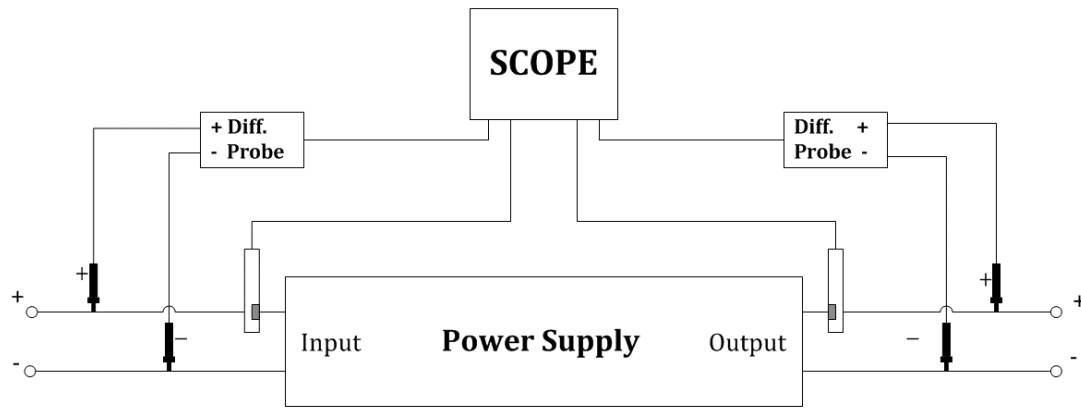 SCOPE
+ Diff.
- Probe
Diff. +
Probe -
+
+
+
+
Input
Power Supply
Output
-
–
–
-